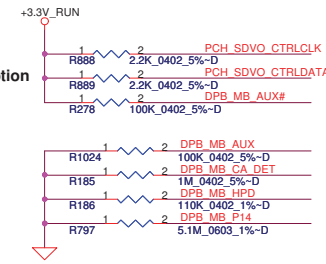 +3.3V_RUN
1 2 PCH_SDVO_CTRLCLK
R888 2.2K_0402_5%~D
ption 1 2 PCH_SDVO_CTRLDATA
R889 2.2K_0402_5%~D
1 2 DPB_MB_AUX#
R278 100K_0402_5%~D
1 2 DPB_MB_AUX
R1024 100K_0402_5%~D
1 2 DPB_MB_CA_DET
R185 1M_0402_5%~D
1 2 DPB_MB_HPD
R186 110K_0402_1%~D
1 2 DPB_MB_P14
R797 5.1M_0603_1%~D